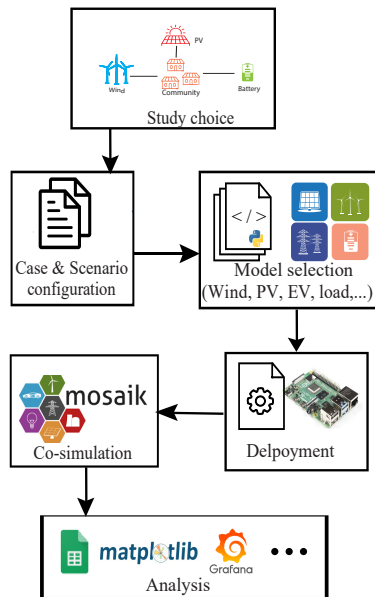 PV
Wind
Community
Battery
Study choice
Case & Scenario
configuration
</>
Model selection
(Wind, PV, EV, load,...)
Delpoyment
mosaik
Co-simulation
matplotlib
Grafana
Analysis